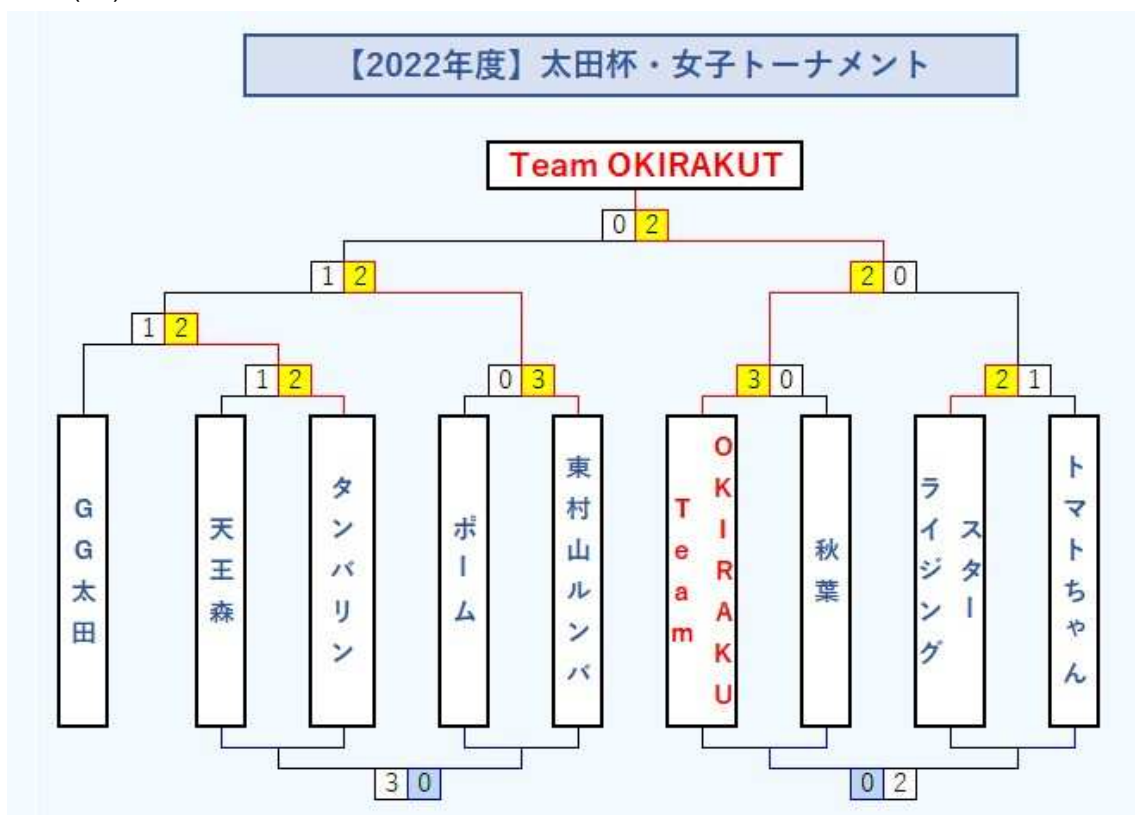 【2022年度】太田杯・女子トーナメント
Team OKIRAKUT
0 2
1 2
2 0
1 2
1 2
0 3
3 0
2 1
GG太田
天王森
タンバリン
ポーム
東村山ルンバ
Team
OKIRAKU
秋葉
ライジング
スター
トマトちゃん
3 0
0 2